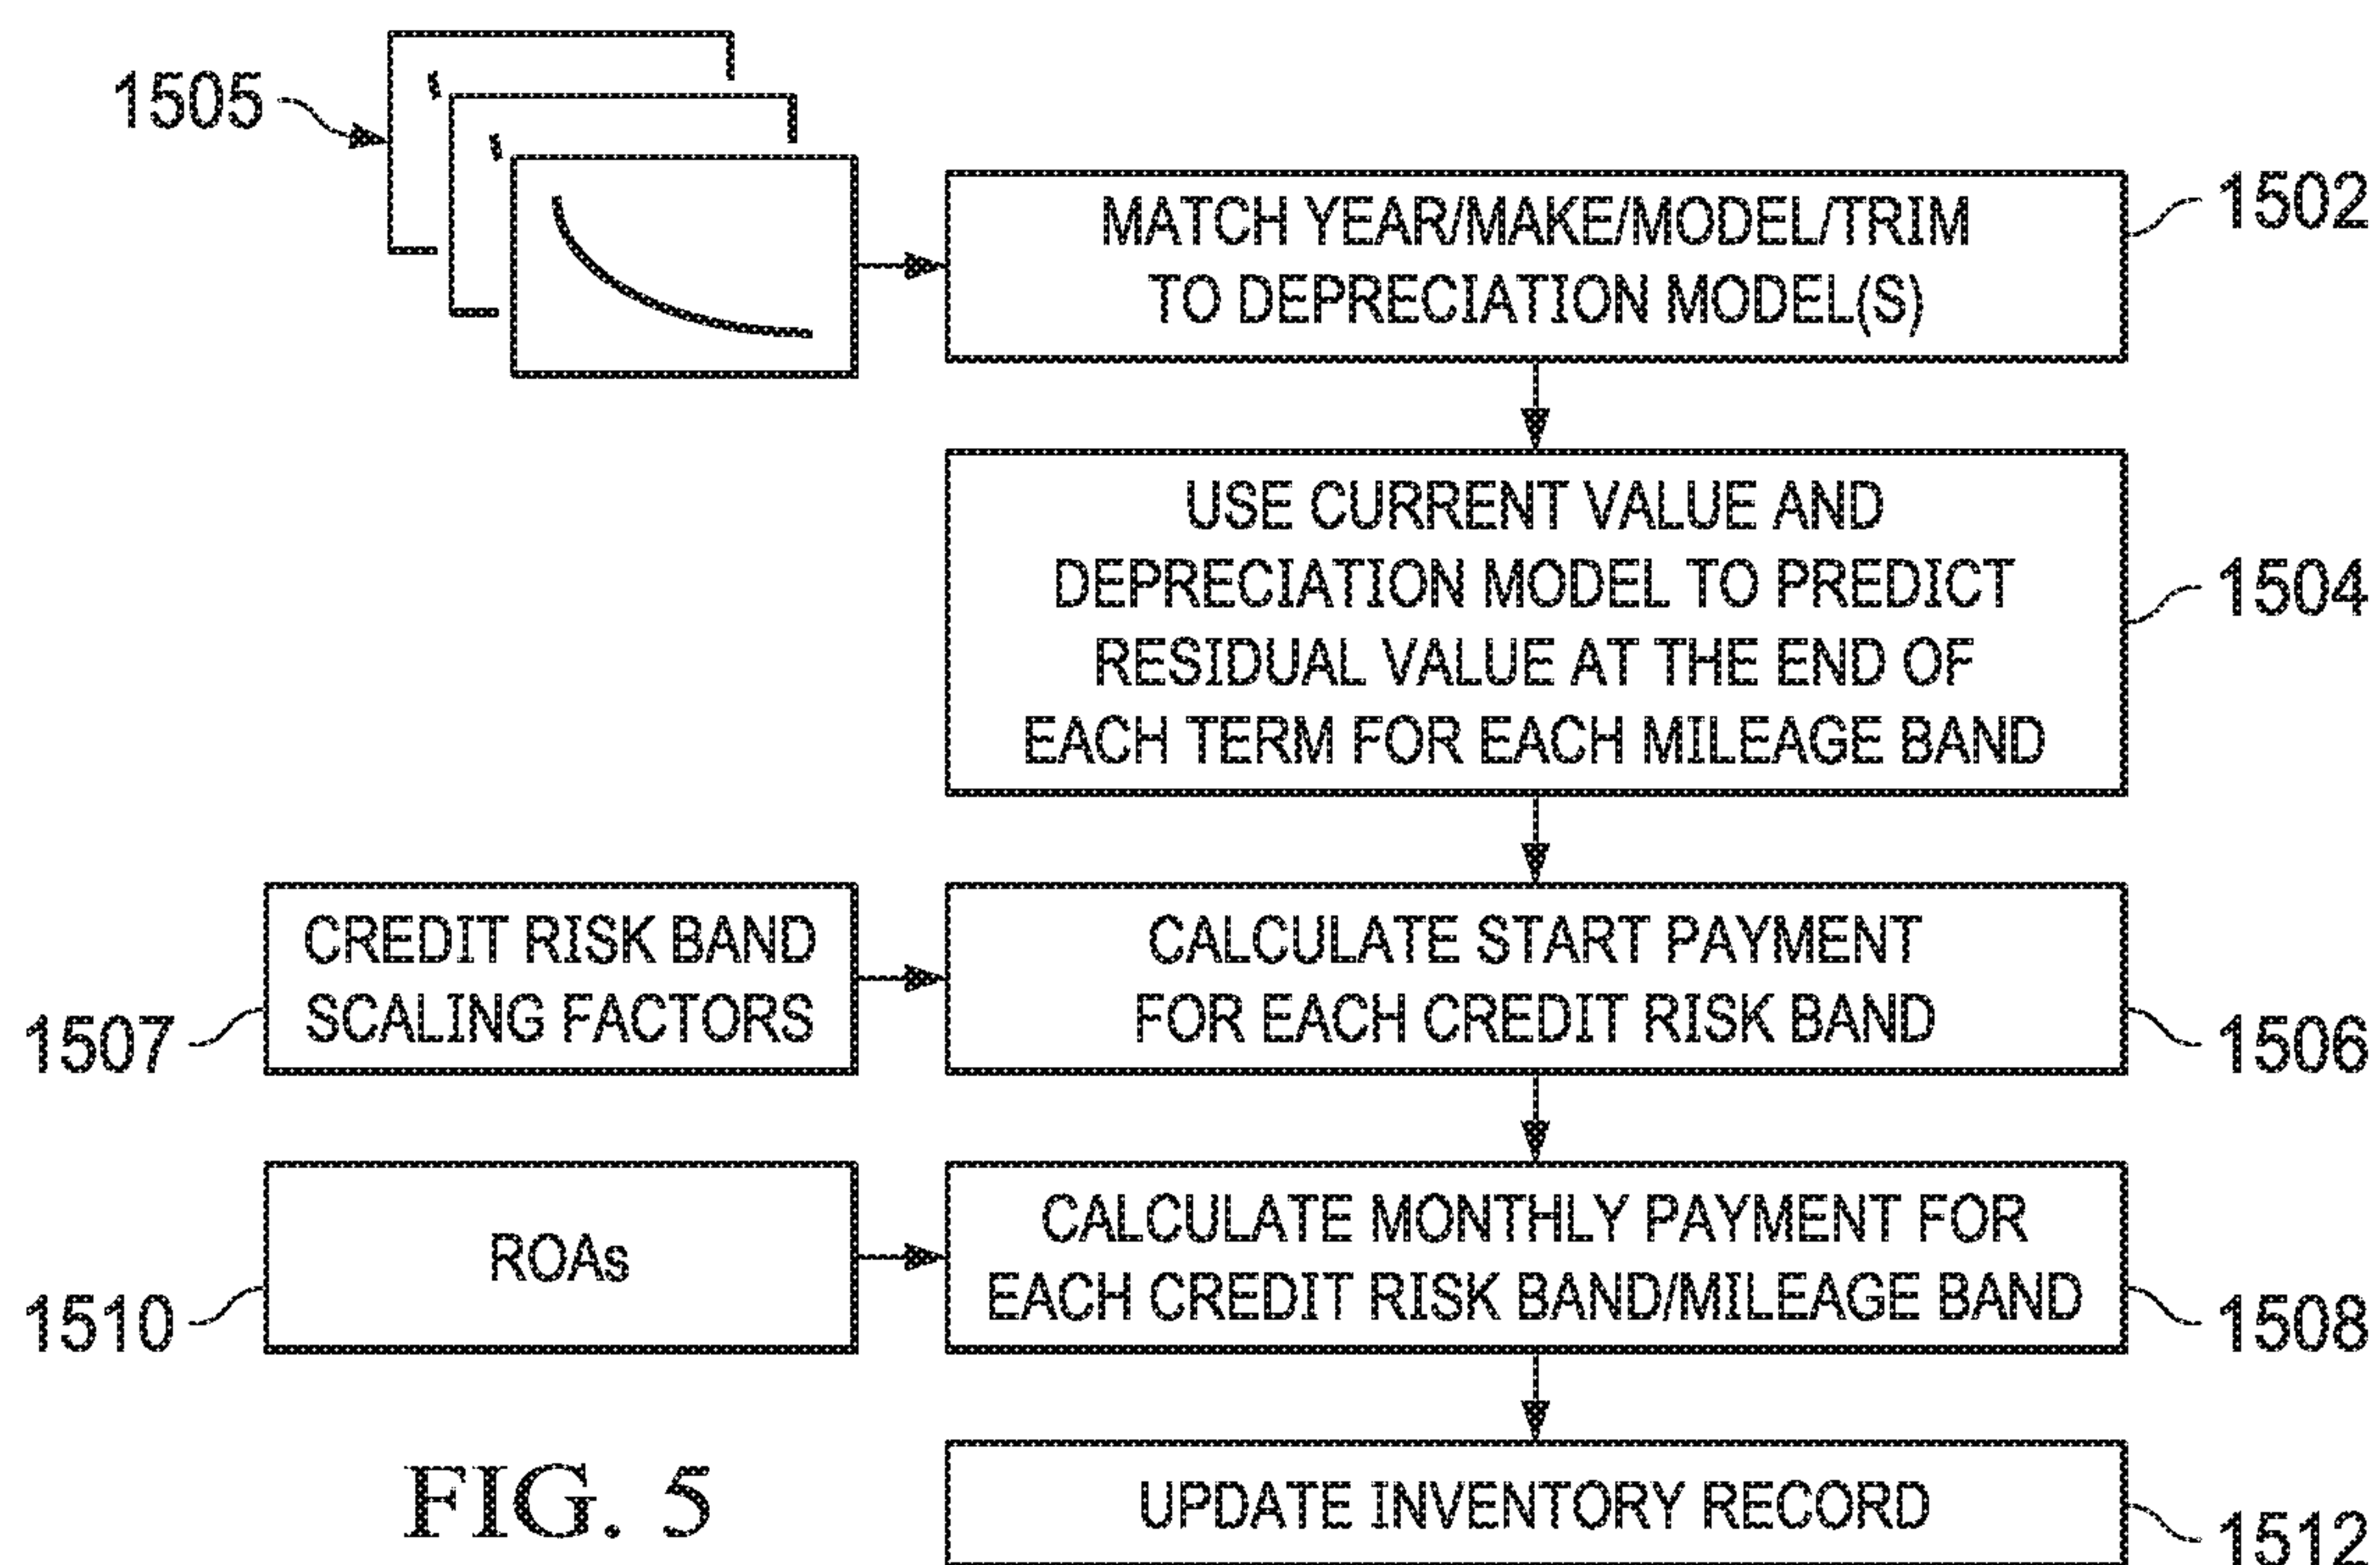 1505
MATCH YEAR/MAKE/MODEL/TRIM
TO DEPRECIATION MODEL(S)
1502
USE CURRENT VALUE AND
DEPRECIATION MODEL TO PREDICT
RESIDUAL VALUE AT THE END OF
EACH TERM FOR EACH MILEAGE BAND
1504
CREDIT RISK BAND
SCALING FACTORS
1507
CALCULATE START PAYMENT
FOR EACH CREDIT RISK BAND
1506
ROAs
1510
CALCULATE MONTHLY PAYMENT FOR
EACH CREDIT RISK BAND/MILEAGE BAND
1508
UPDATE INVENTORY RECORD
1512
FIG. 5